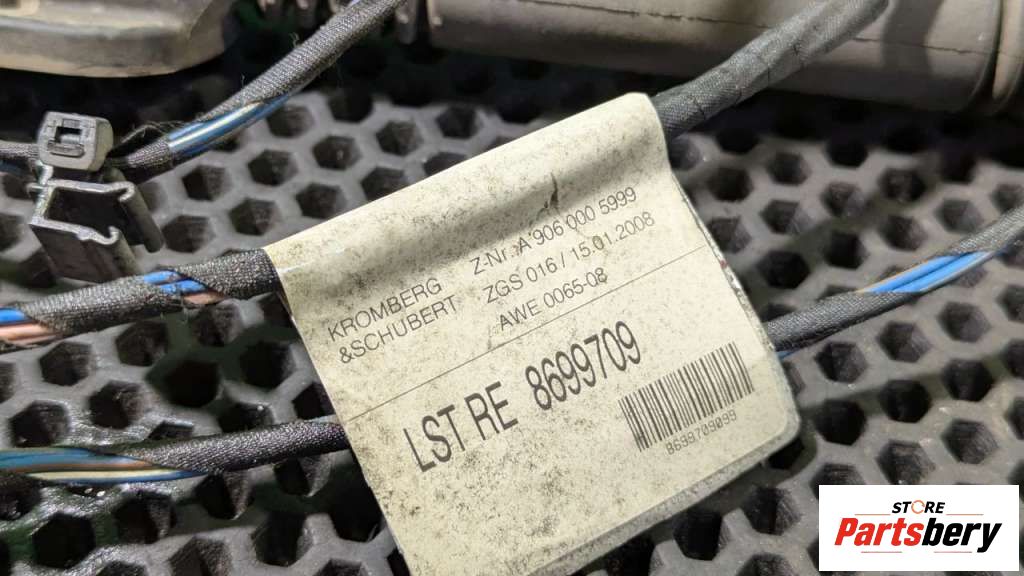 KROMBERG
&SCHUBERT
Z-Nr.:A 906 000 5999
ZGS 016 / 15.01.2008
AWE 0065-08
LST RE 8699709
8699709099
STORE
Partsbery